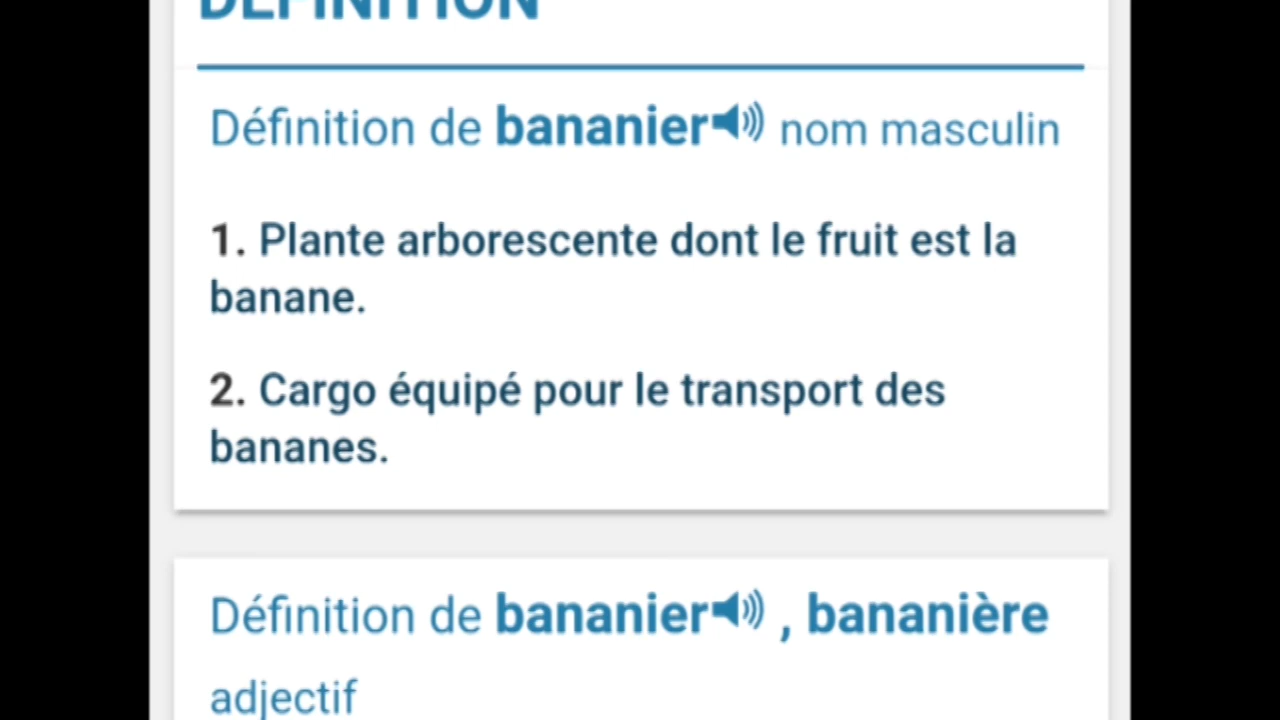 DÉFINITION
Définition de bananier nom masculin
1. Plante arborescente dont le fruit est la
banane.
2. Cargo équipé pour le transport des
bananes.
Définition de bananier , bananière
adjectif